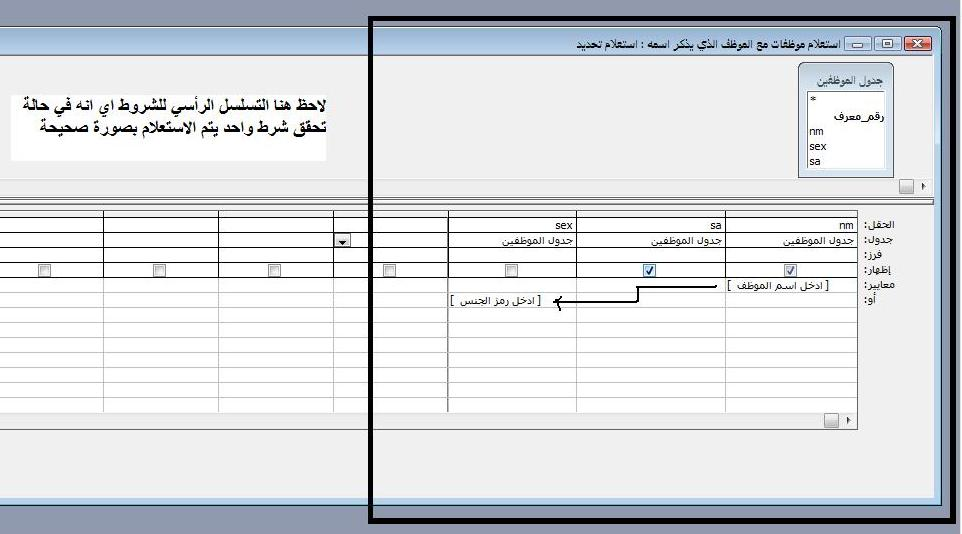 استعلام موظفات مع الموظف الذي يذكر اسمه : استعلام تحديد
جدول الموظفين
*
رقم_معرف
nm
sex
sa
لاحظ هنا التسلسل الرأسي للشروط اي انه في حالة
تحقق شرط واحد يتم الاستعلام بصورة صحيحة
الحقل: nm sa sex
جدول: جدول الموظفين جدول الموظفين جدول الموظفين
فرز:
إظهار:
معايير: [ ادخل اسم الموظف ]
أو: [ ادخل رمز الجنس ]